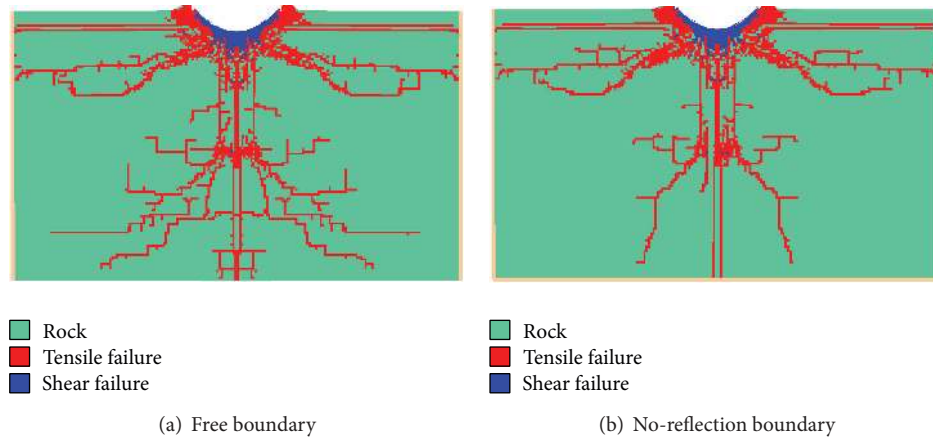 Rock
Tensile failure
Shear failure
(a) Free boundary
Rock
Tensile failure
Shear failure
(b) No-reflection boundary